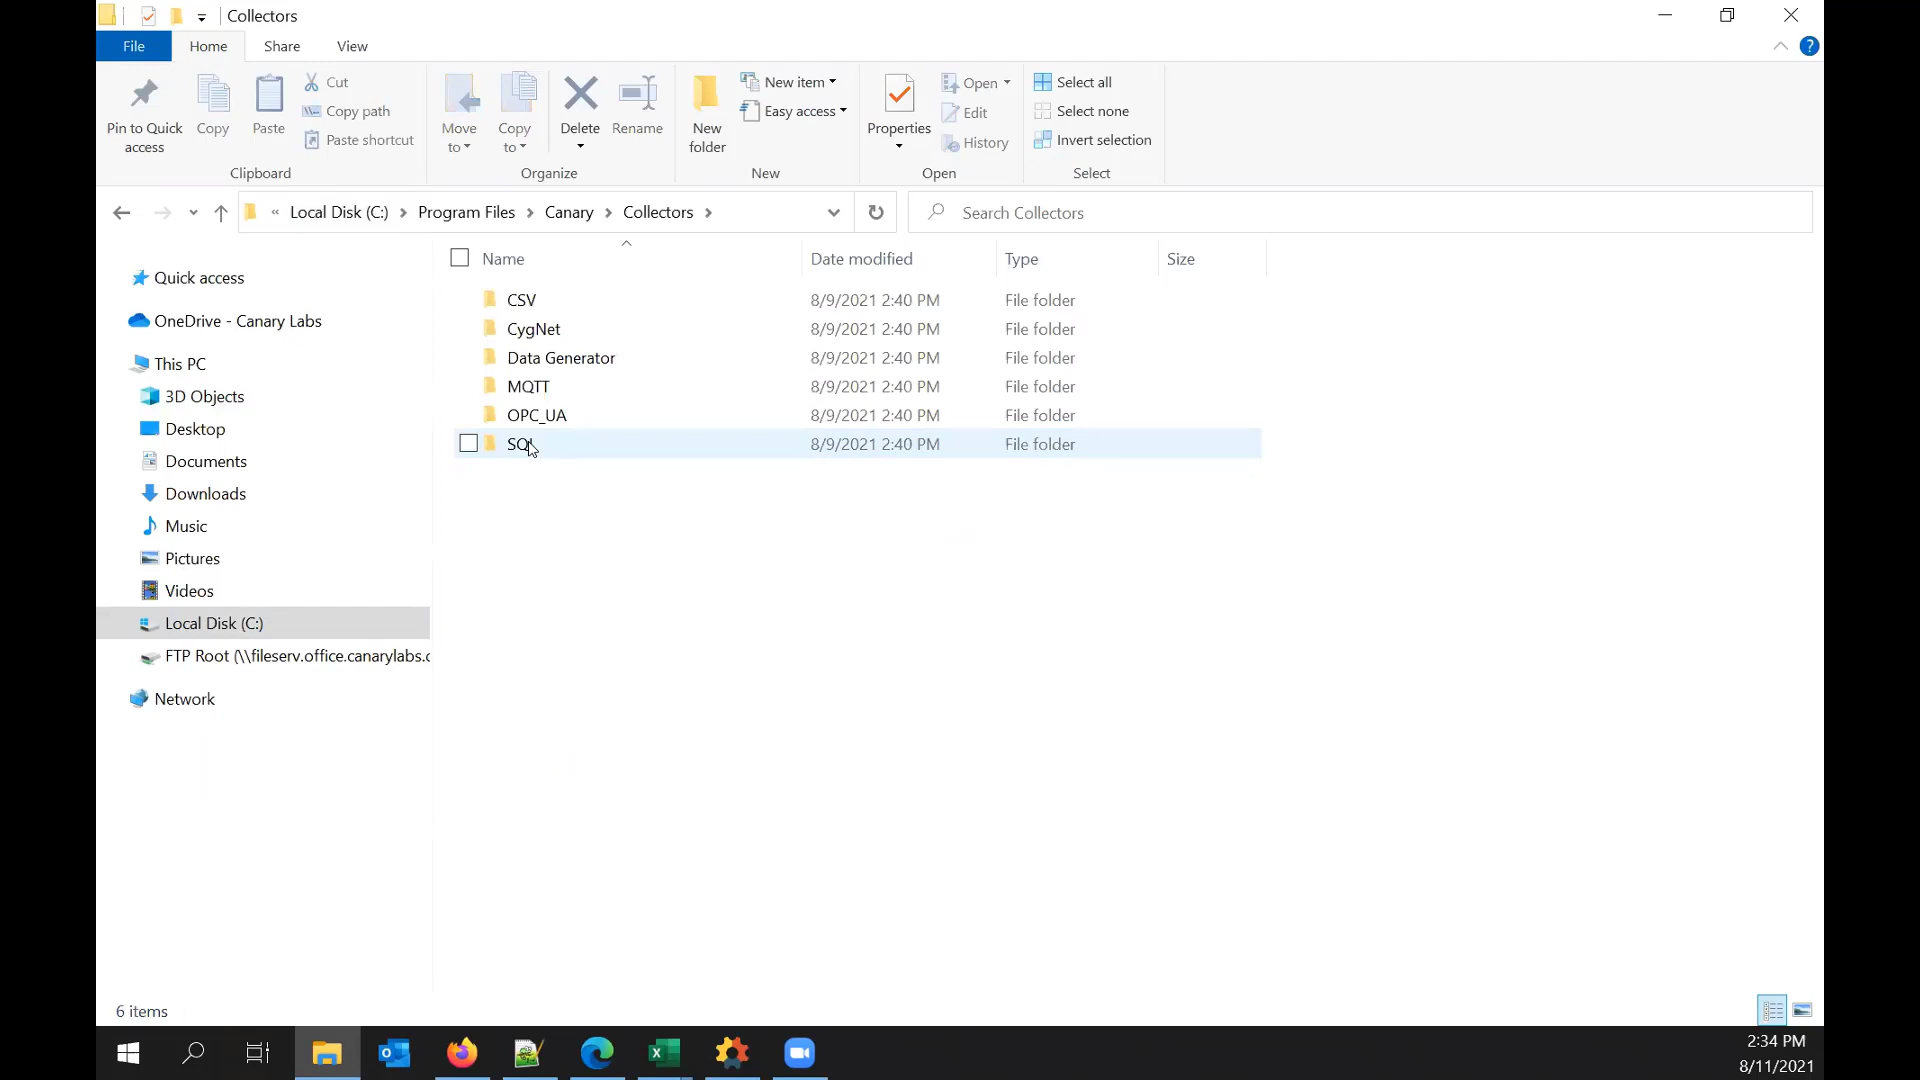 Collectors
File Home Share View
Pin to Quick access
Copy
Paste
Cut
Copy path
Paste shortcut
Clipboard
Move to
Copy to
Delete
Rename
Organize
New folder
New item
Easy access
New
Properties
Open
Edit
History
Open
Select all
Select none
Invert selection
Select
« Local Disk (C:) > Program Files > Canary > Collectors >
Search Collectors
Quick access
OneDrive - Canary Labs
This PC
3D Objects
Desktop
Documents
Downloads
Music
Pictures
Videos
Local Disk (C:)
FTP Root (\\fileserv.office.canarylabs.c
Network
Name Date modified Type Size
CSV 8/9/2021 2:40 PM File folder
CygNet 8/9/2021 2:40 PM File folder
Data Generator 8/9/2021 2:40 PM File folder
MQTT 8/9/2021 2:40 PM File folder
OPC_UA 8/9/2021 2:40 PM File folder
SQL 8/9/2021 2:40 PM File folder
6 items
2:34 PM
8/11/2021